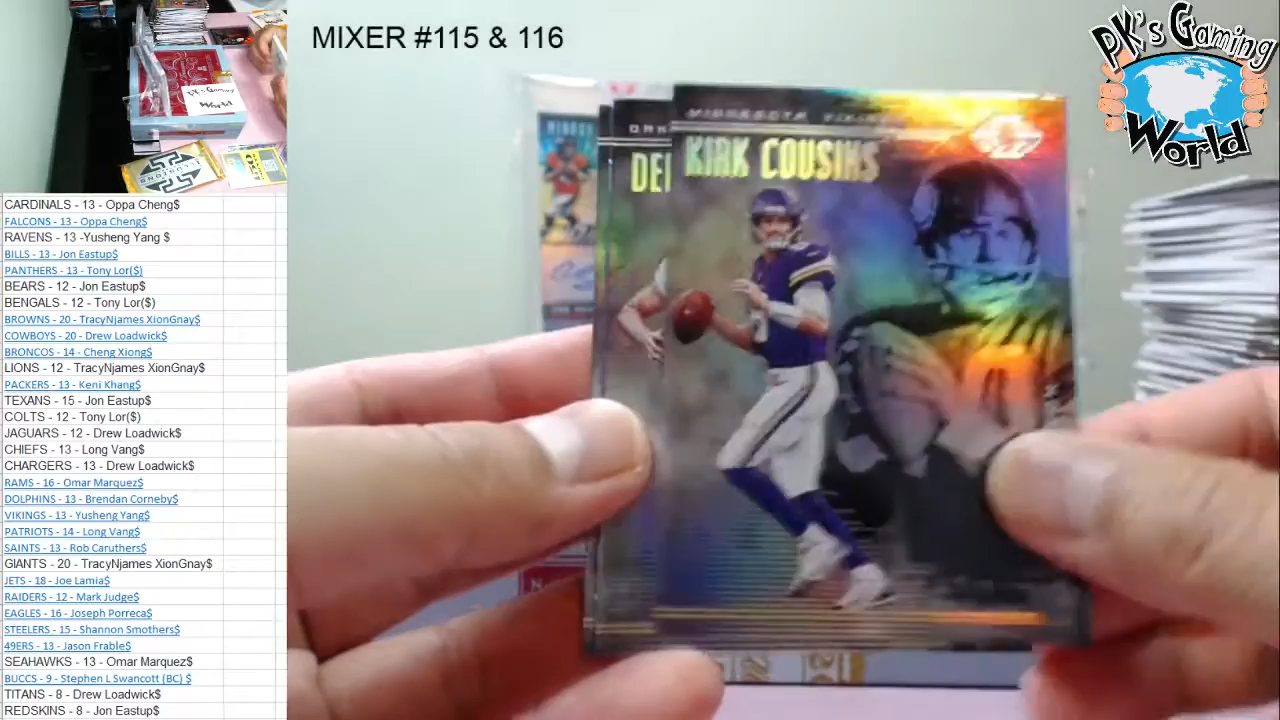 MIXER #115 & 116
PK's Gaming
World
PK's Gaming
World
CARDINALS - 13 - Oppa Cheng$
FALCONS - 13 - Oppa Cheng$
RAVENS - 13 -Yusheng Yang $
BILLS - 13 - Jon Eastup$
PANTHERS - 13 - Tony Lor($)
BEARS - 12 - Jon Eastup$
BENGALS - 12 - Tony Lor($)
BROWNS - 20 - TracyNjames XionGnay$
COWBOYS - 20 - Drew Loadwick$
BRONCOS - 14 - Cheng Xiong$
LIONS - 12 - TracyNjames XionGnay$
PACKERS - 13 - Keni Khang$
TEXANS - 15 - Jon Eastup$
COLTS - 12 - Tony Lor($)
JAGUARS - 12 - Drew Loadwick$
CHIEFS - 13 - Long Vang$
CHARGERS - 13 - Drew Loadwick$
RAMS - 16 - Omar Marquez$
DOLPHINS - 13 - Brendan Corneby$
VIKINGS - 13 - Yusheng Yang$
PATRIOTS - 14 - Long Vang$
SAINTS - 13 - Rob Caruthers$
GIANTS - 20 - TracyNjames XionGnay$
JETS - 18 - Joe Lamia$
RAIDERS - 12 - Mark Judge$
EAGLES - 16 - Joseph Porreca$
STEELERS - 15 - Shannon Smothers$
49ERS - 13 - Jason Frable$
SEAHAWKS - 13 - Omar Marquez$
BUCCS - 9 - Stephen L Swancott (BC) $
TITANS - 8 - Drew Loadwick$
REDSKINS - 8 - Jon Eastup$
MINNESOTA VIKINGS
KIRK COUSINS
DE